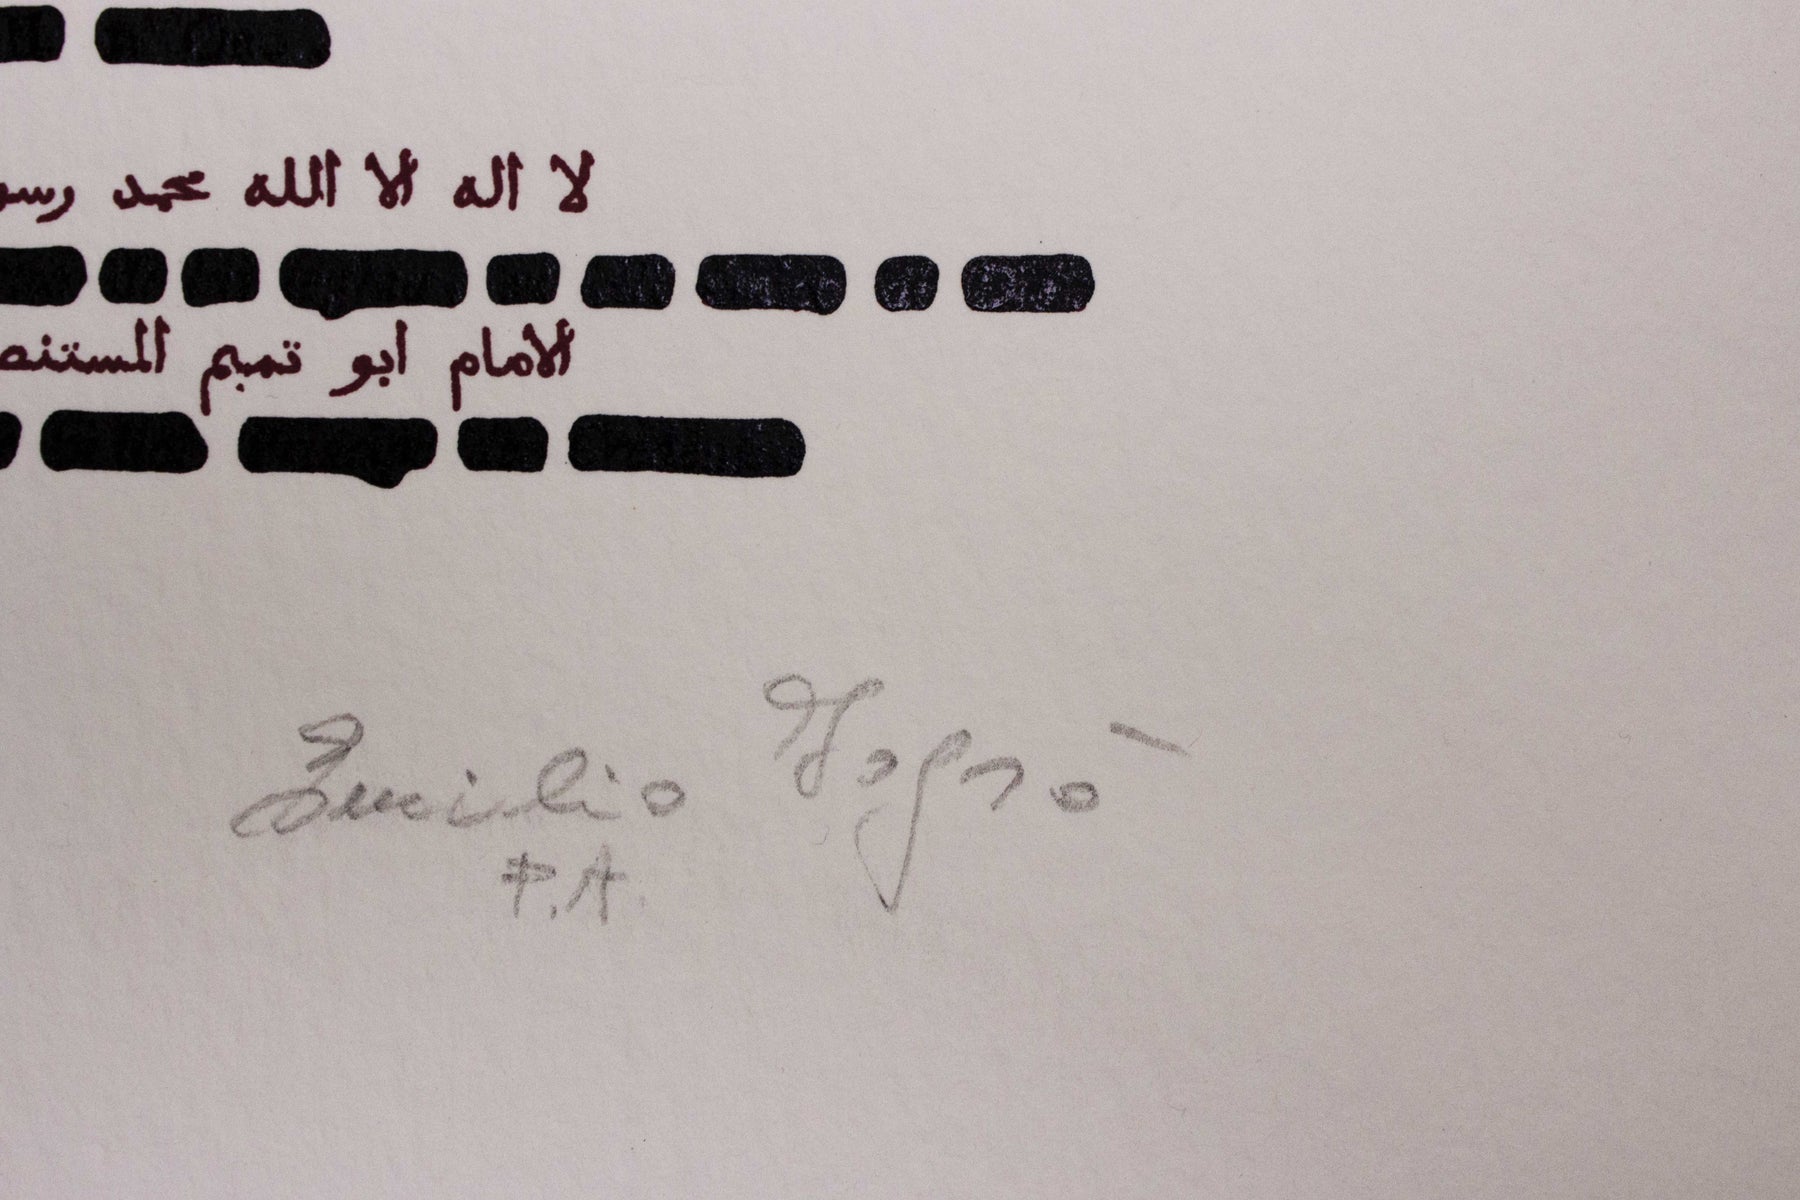 لا اله الا الله محمد رسو
الامام ابو تميم المستنص
Emilio Isgrò
P.A.